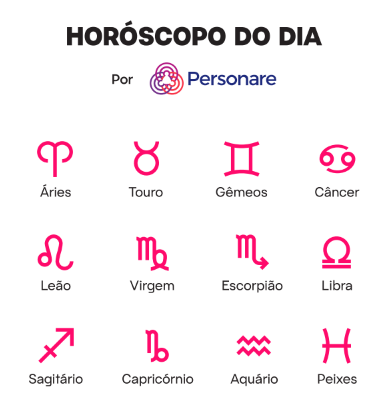 HORÓSCOPO DO DIA
Por Personare
Áries Touro Gêmeos Câncer
Leão Virgem Escorpião Libra
Sagitário Capricórnio Aquário Peixes